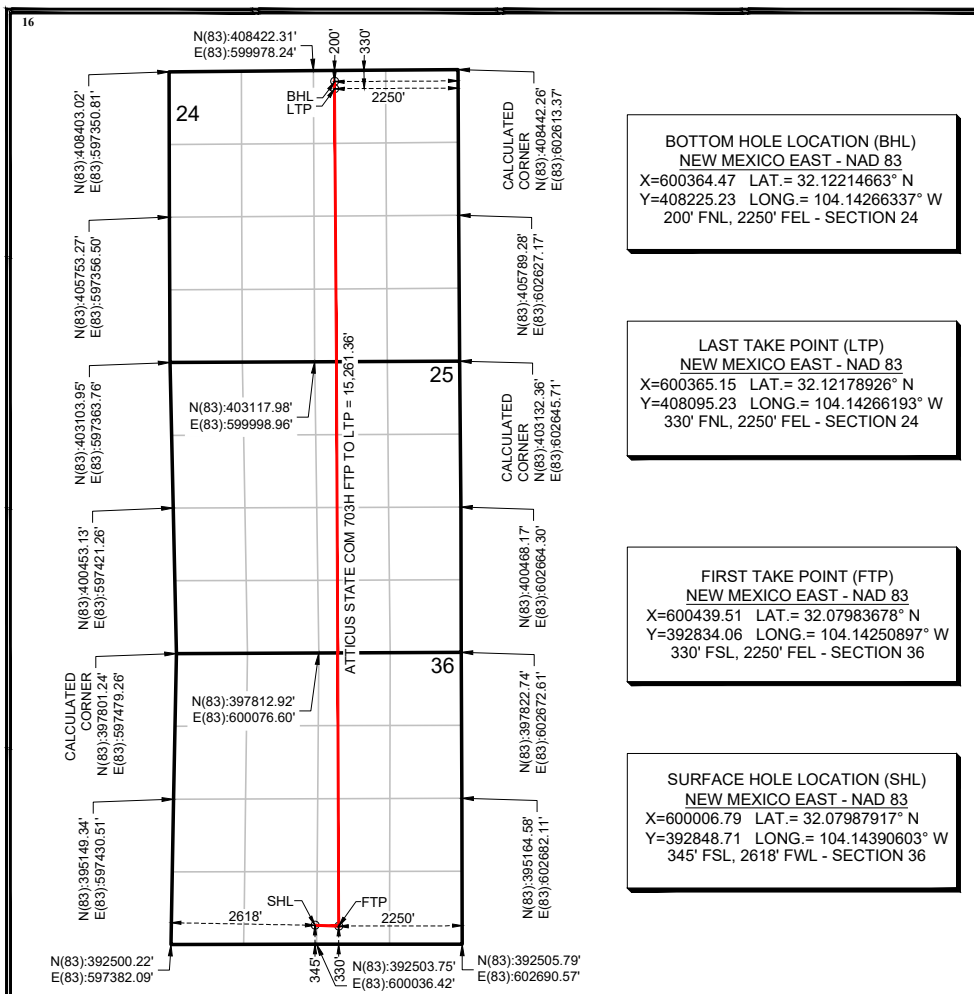 16
N(83):408422.31'
E(83):599978.24'
200'
330'
N(83):408403.02'
E(83):597350.81'
24
BHL
LTP
2250'
CALCULATED
CORNER
N(83):408442.26'
E(83):602613.37'
N(83):405753.27'
E(83):597356.50'
N(83):405789.28'
E(83):602627.17'
ATTICUS STATE COM 703H FTP TO LTP = 15,261.36'
N(83):403103.95'
E(83):597363.76'
N(83):403117.98'
E(83):599998.96'
25
CALCULATED
CORNER
N(83):403132.36'
E(83):602645.71'
N(83):400453.13'
E(83):597421.26'
N(83):400468.17'
E(83):602664.30'
CALCULATED
CORNER
N(83):397801.24'
E(83):597479.26'
N(83):397812.92'
E(83):600076.60'
36
N(83):397822.74'
E(83):602672.61'
N(83):395149.34'
E(83):597430.51'
N(83):395164.58'
E(83):602682.11'
SHL
FTP
2618'
2250'
N(83):392500.22'
E(83):597382.09'
345'
330'
N(83):392503.75'
E(83):600036.42'
N(83):392505.79'
E(83):602690.57'
BOTTOM HOLE LOCATION (BHL)
NEW MEXICO EAST - NAD 83
X=600364.47 LAT.= 32.12214663° N
Y=408225.23 LONG.= 104.14266337° W
200' FNL, 2250' FEL - SECTION 24
LAST TAKE POINT (LTP)
NEW MEXICO EAST - NAD 83
X=600365.15 LAT.= 32.12178926° N
Y=408095.23 LONG.= 104.14266193° W
330' FNL, 2250' FEL - SECTION 24
FIRST TAKE POINT (FTP)
NEW MEXICO EAST - NAD 83
X=600439.51 LAT.= 32.07983678° N
Y=392834.06 LONG.= 104.14250897° W
330' FSL, 2250' FEL - SECTION 36
SURFACE HOLE LOCATION (SHL)
NEW MEXICO EAST - NAD 83
X=600006.79 LAT.= 32.07987917° N
Y=392848.71 LONG.= 104.14390603° W
345' FSL, 2618' FWL - SECTION 36